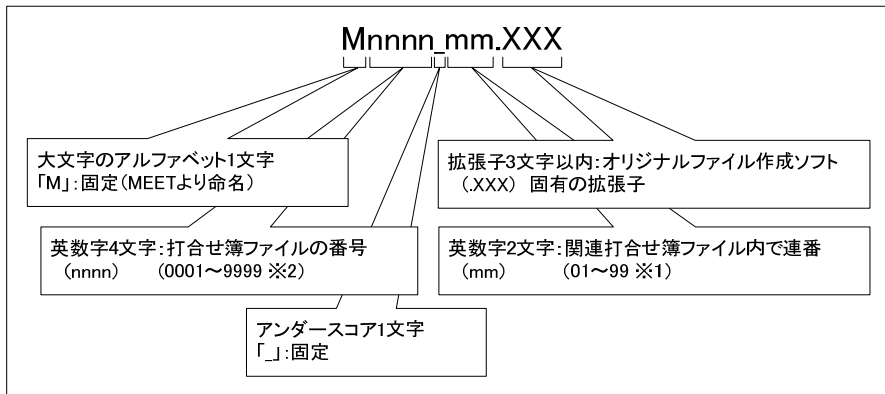 Mnnnn_mm.XXX
大文字のアルファベット1文字
「M」:固定(MEETより命名)
拡張子3文字以内:オリジナルファイル作成ソフト
(.XXX) 固有の拡張子
英数字4文字:打合せ簿ファイルの番号
(nnnn) (0001～9999 ※2)
英数字2文字:関連打合せ簿ファイル内で連番
(mm) (01～99 ※1)
アンダースコア1文字
「_」:固定